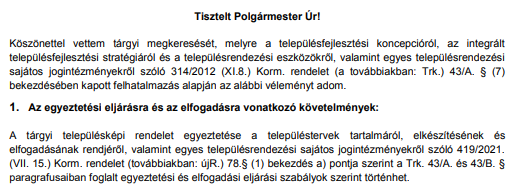 Tisztelt Polgármester Úr!
Köszönettel vettem tárgyi megkeresését, melyre a településfejlesztési koncepcióról, az integrált
településfejlesztési stratégiáról és a településrendezési eszközökről, valamint egyes településrendezési
sajátos jogintézményekről szóló 314/2012 (XI.8.) Korm. rendelet (a továbbiakban: Trk.) 43/A. § (7)
bekezdésében kapott felhatalmazás alapján az alábbi véleményt adom.
1. Az egyeztetési eljárásra és az elfogadásra vonatkozó követelmények:
A tárgyi településképi rendelet egyeztetése a településtervek tartalmáról, elkészítésének és
elfogadásának rendjéről, valamint egyes településrendezési sajátos jogintézményekről szóló 419/2021.
(VII. 15.) Korm. rendelet (továbbiakban: újR.) 78.§ (1) bekezdés a) pontja szerint a Trk. 43/A. és 43/B. §
paragrafusaiban foglalt egyeztetési és elfogadási eljárási szabályok szerint történhet.